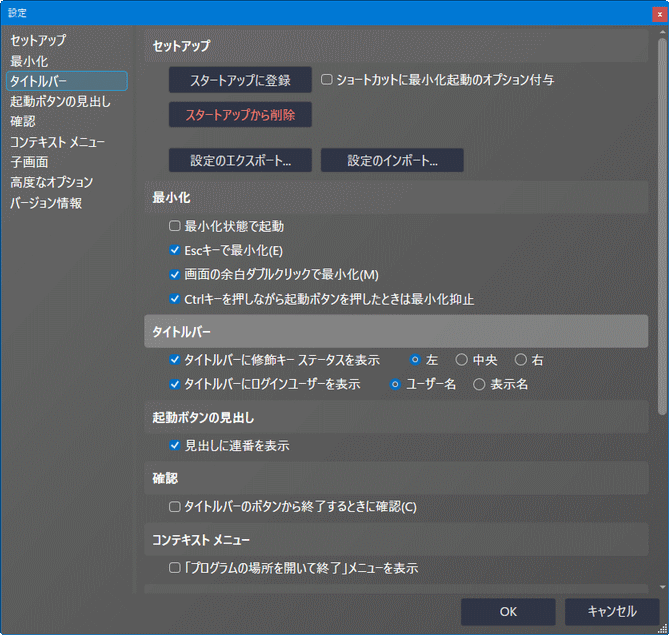 設定
セットアップ
最小化
タイトルバー
起動ボタンの見出し
確認
コンテキスト メニュー
子画面
高度なオプション
バージョン情報
セットアップ
スタートアップに登録 ショートカットに最小化起動のオプション付与
スタートアップから削除
設定のエクスポート... 設定のインポート...
最小化
最小化状態で起動
Escキーで最小化(E)
画面の余白ダブルクリックで最小化(M)
Ctrlキーを押しながら起動ボタンを押したときは最小化抑止
タイトルバー
タイトルバーに修飾キー ステータスを表示 左 中央 右
タイトルバーにログインユーザーを表示 ユーザー名 表示名
起動ボタンの見出し
見出しに連番を表示
確認
タイトルバーのボタンから終了するときに確認(C)
コンテキスト メニュー
「プログラムの場所を開いて終了」メニューを表示
OK キャンセル